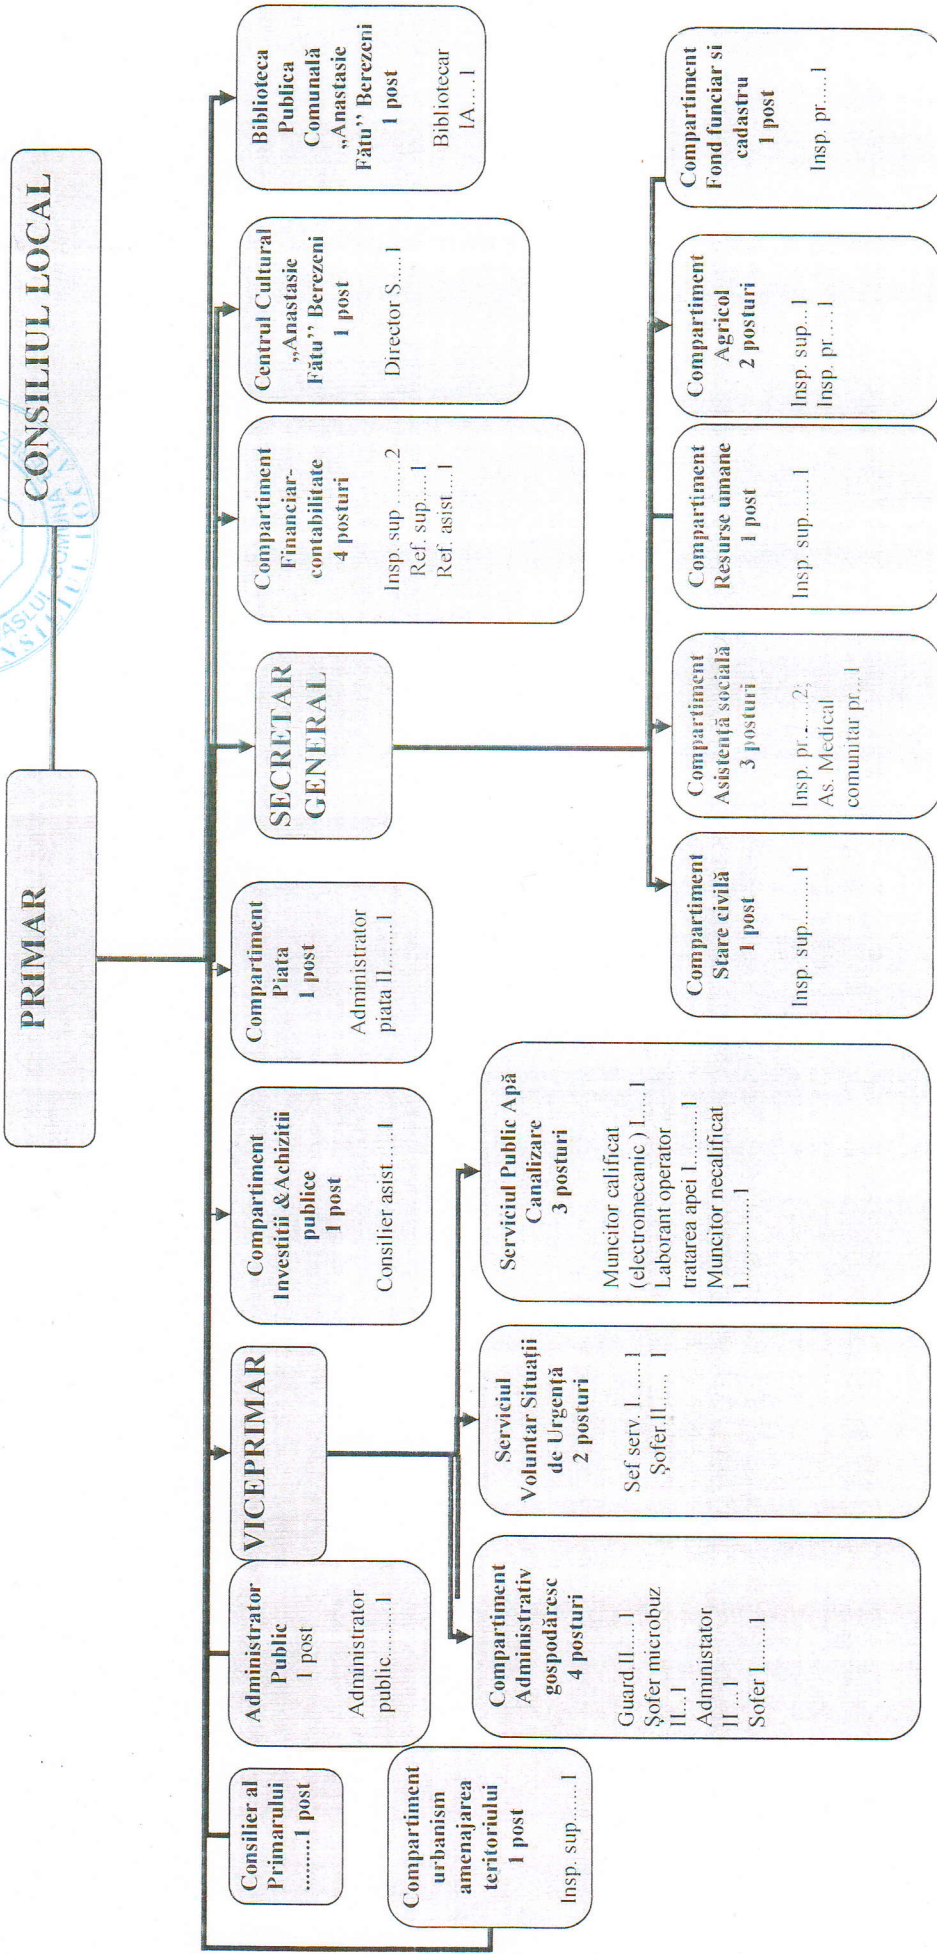 PRIMAR
CONSILIUL LOCAL
Consilier al
Primarului
.........1 post
Administrator
Public
1 post
Administrator
public..........1
VICEPRIMAR
Compartiment
Investitii &Achizitii
publice
1 post
Consilier asist.....1
Compartiment
Piata
1 post
Administrator
piata II..........1
SECRETAR
GENERAL
Compartiment
Financiar-
contabilitate
4 posturi
Insp. sup .......2
Ref. sup.....1
Ref. asist....1
Centrul Cultural
„Anastasie
Fătu’’ Berezeni
1 post
Director S.....1
Biblioteca
Publica
Comunală
„Anastasie
Fătu’’ Berezeni
1 post
Bibliotecar
IA.....1
Compartiment
urbanism
amenajarea
teritoriului
1 post
Insp. sup.......1
Compartiment
Administrativ
gospodăresc
4 posturi
Guard.II.......1
Şofer microbuz
II....1
Administator
II ...1
Sofer I........1
Serviciul
Voluntar Situaţii
de Urgenţă
2 posturi
Sef serv. I. .......1
Şofer.II....... 1
Serviciul Public Apă
Canalizare
3 posturi
Muncitor calificat
(electromecanic ) I.....1
Laborant operator
tratarea apei I..........1
Muncitor necalificat
I..............1
Compartiment
Stare civilă
1 post
Insp. sup.........1
Compartiment
Asistenţă socială
3 posturi
Insp. pr........2;
As. Medical
comunitar pr....1
Compartiment
Resurse umane
1 post
Insp. sup.......1
Compartiment
Agricol
2 posturi
Insp. sup....1
Insp. pr......1
Compartiment
Fond funciar si
cadastru
1 post
Insp. pr.....1